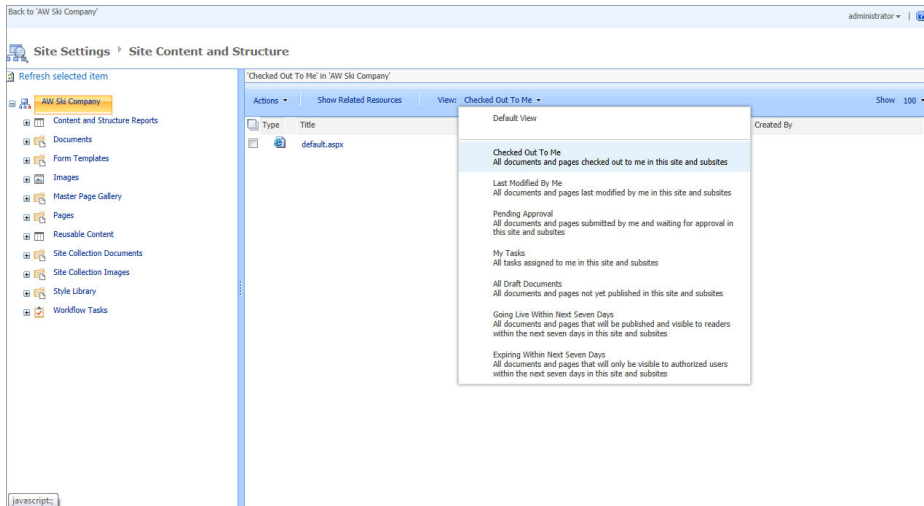 Back to 'AW Ski Company'
administrator
Site Settings Site Content and Structure
Refresh selected item
'Checked Out To Me' in 'AW Ski Company'
Actions Show Related Resources View: Checked Out To Me Show 100
AW Ski Company
Content and Structure Reports
Documents
Form Templates
Images
Master Page Gallery
Pages
Reusable Content
Site Collection Documents
Site Collection Images
Style Library
Workflow Tasks
Type Title Created By
default.aspx
Default View
Checked Out To Me
All documents and pages checked out to me in this site and subsites
Last Modified By Me
All documents and pages last modified by me in this site and subsites
Pending Approval
All documents and pages submitted by me and waiting for approval in
this site and subsites
My Tasks
All tasks assigned to me in this site and subsites
All Draft Documents
All documents and pages not yet published in this site and subsites
Going Live Within Next Seven Days
All documents and pages that will be published and visible to readers
within the next seven days in this site and subsites
Expiring Within Next Seven Days
All documents and pages that will only be visible to authorized users
within the next seven days in this site and subsites
javascript:;